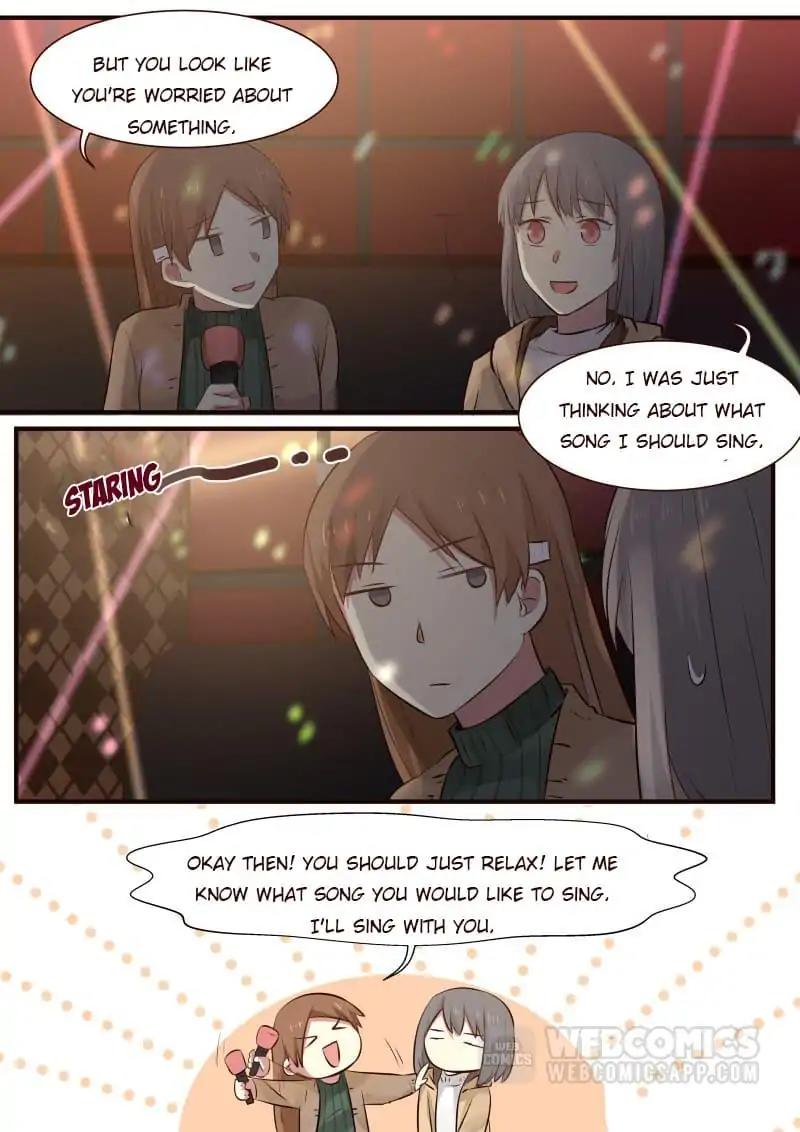 BUT YOU LOOK LIKE
YOU'RE WORRIED ABOUT
SOMETHING.
NO. I WAS JUST
THINKING ABOUT WHAT
SONG I SHOULD SING.
STARING
OKAY THEN! YOU SHOULD JUST RELAX! LET ME
KNOW WHAT SONG YOU WOULD LIKE TO SING.
I'LL SING WITH YOU.
WEB
COMICS
WEBCOMICS
WEBCOMICSAPP.COM